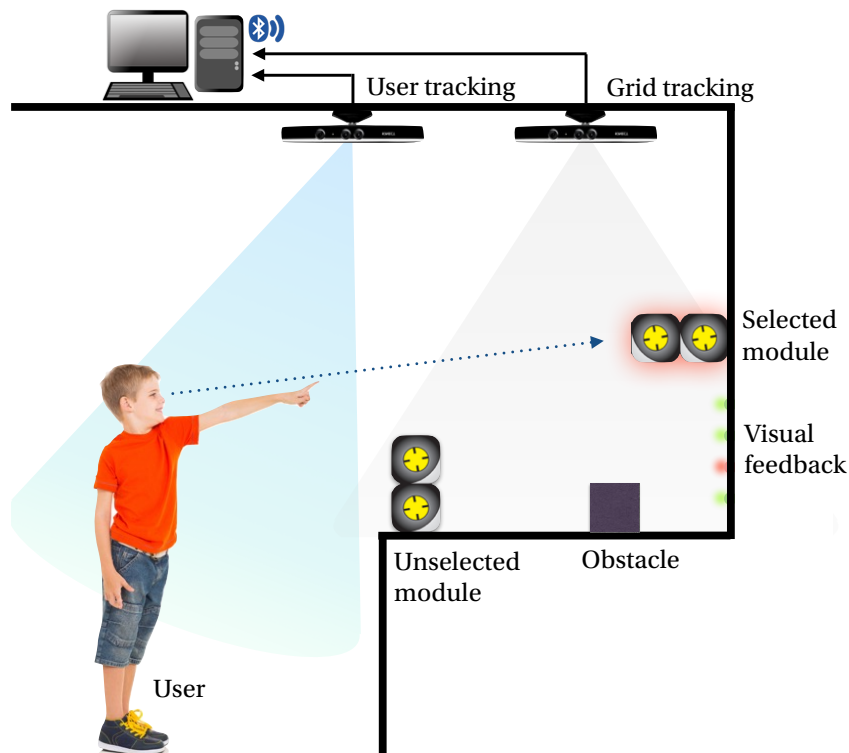 User tracking
Grid tracking
Selected
module
Visual
feedback
Unselected
module
Obstacle
User